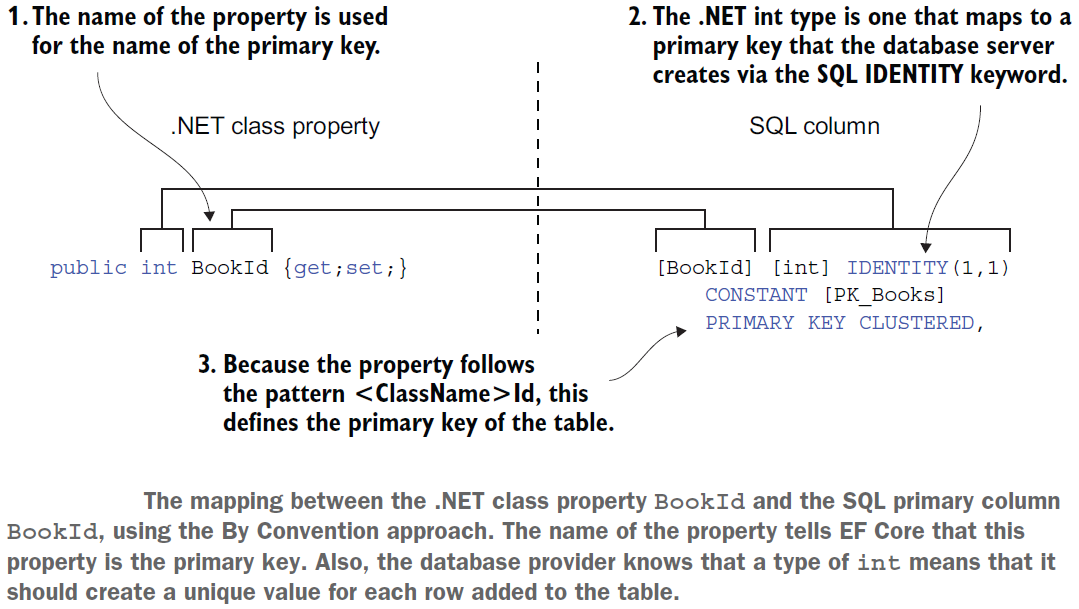 1. The name of the property is used
for the name of the primary key.
2. The .NET int type is one that maps to a
primary key that the database server
creates via the SQL IDENTITY keyword.
.NET class property
SQL column
public int BookId {get;set;}
[BookId] [int] IDENTITY(1,1)
CONSTANT [PK_Books]
PRIMARY KEY CLUSTERED,
3. Because the property follows
the pattern <ClassName>Id, this
defines the primary key of the table.
The mapping between the .NET class property BookId and the SQL primary column
BookId, using the By Convention approach. The name of the property tells EF Core that this
property is the primary key. Also, the database provider knows that a type of int means that it
should create a unique value for each row added to the table.